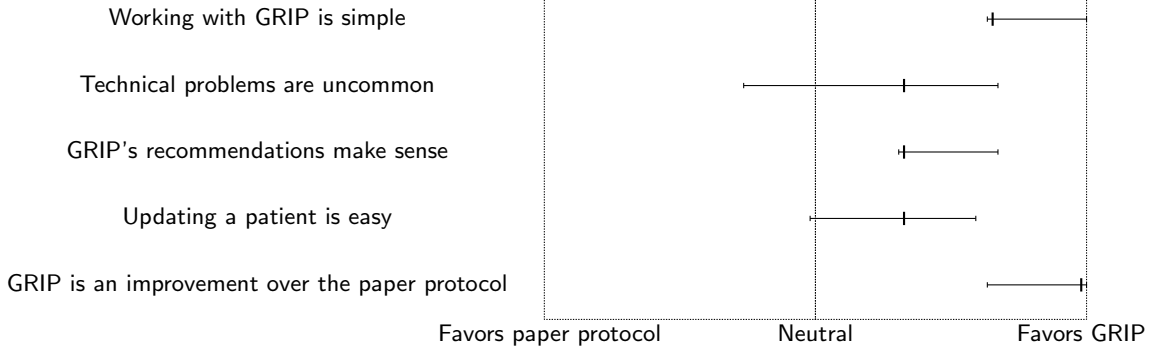 Working with GRIP is simple
Technical problems are uncommon
GRIP's recommendations make sense
Updating a patient is easy
GRIP is an improvement over the paper protocol
Favors paper protocol Neutral Favors GRIP